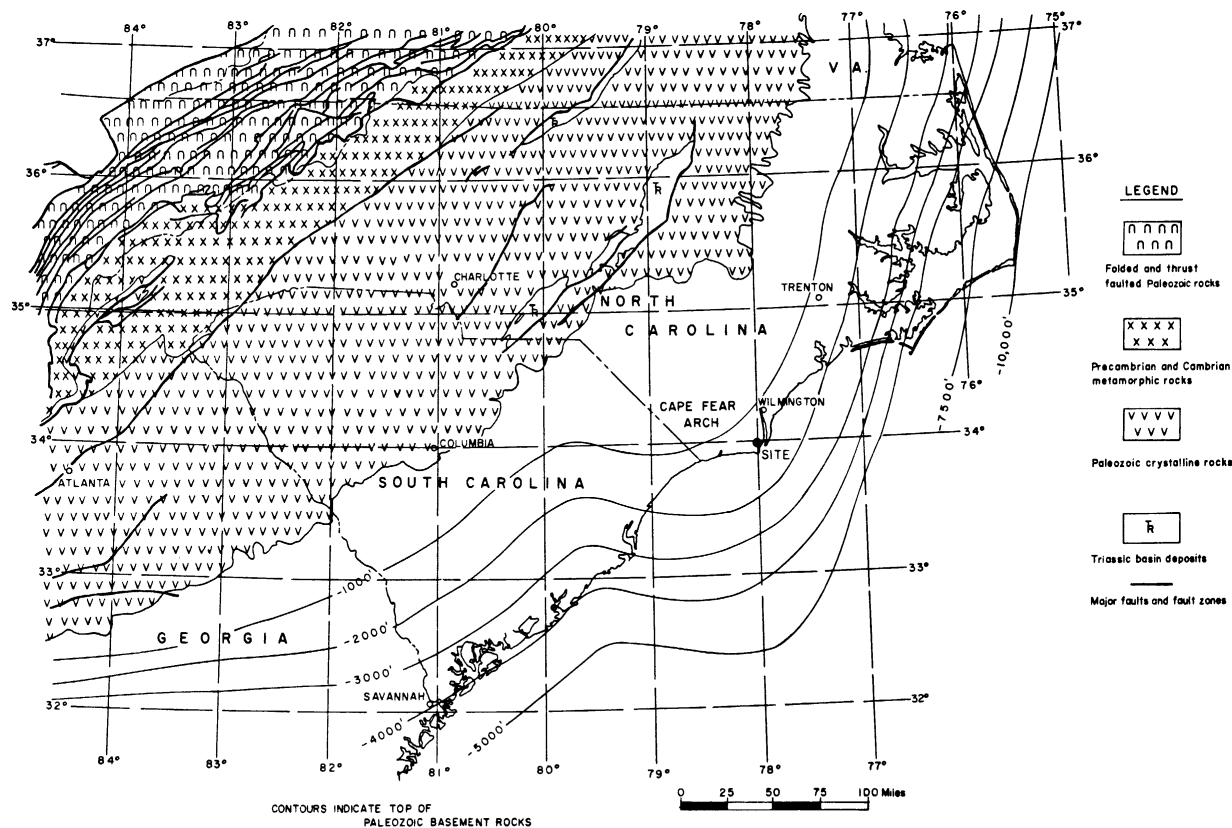 84° 83° 82° 81° 80° 79° 78° 77° 76° 75°
37° 37°
V A.
36° 36°
TR
TR
CHARLOTTE
TR
NORTH
CAROLINA
TRENTON
35° 35°
-10,000'
76°
-7500'
CAPE FEAR
ARCH
WILMINGTON
34° 34°
COLUMBIA
SITE
ATLANTA
SOUTH CAROLINA
33° 33°
-1000'
GEORGIA
-2000'
-3000'
SAVANNAH
32° 32°
-4000'
-5000'
84° 83° 82° 81° 80° 79° 78° 77°
LEGEND
Folded and thrust
faulted Paleozoic rocks
Precambrian and Cambrian
metamorphic rocks
Paleozoic crystalline rocks
TR
Triassic basin deposits
Major faults and fault zones
0 25 50 75 100 Miles
CONTOURS INDICATE TOP OF
PALEOZOIC BASEMENT ROCKS